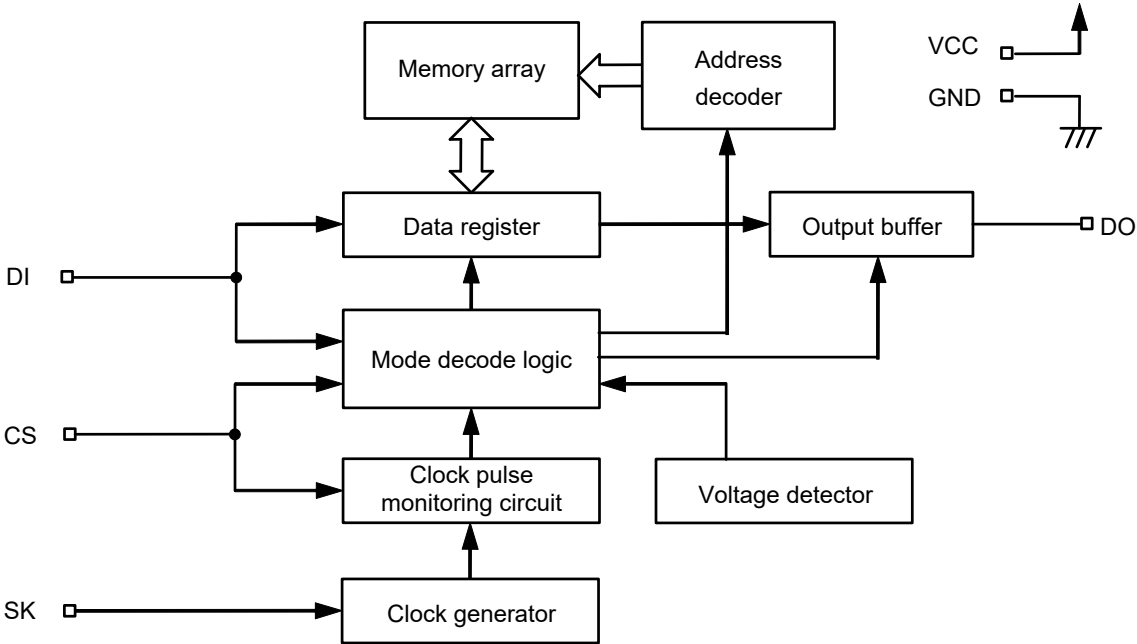 Memory array
Address
decoder
VCC
GND
Data register
Output buffer
DO
DI
Mode decode logic
CS
Clock pulse
monitoring circuit
Voltage detector
SK
Clock generator